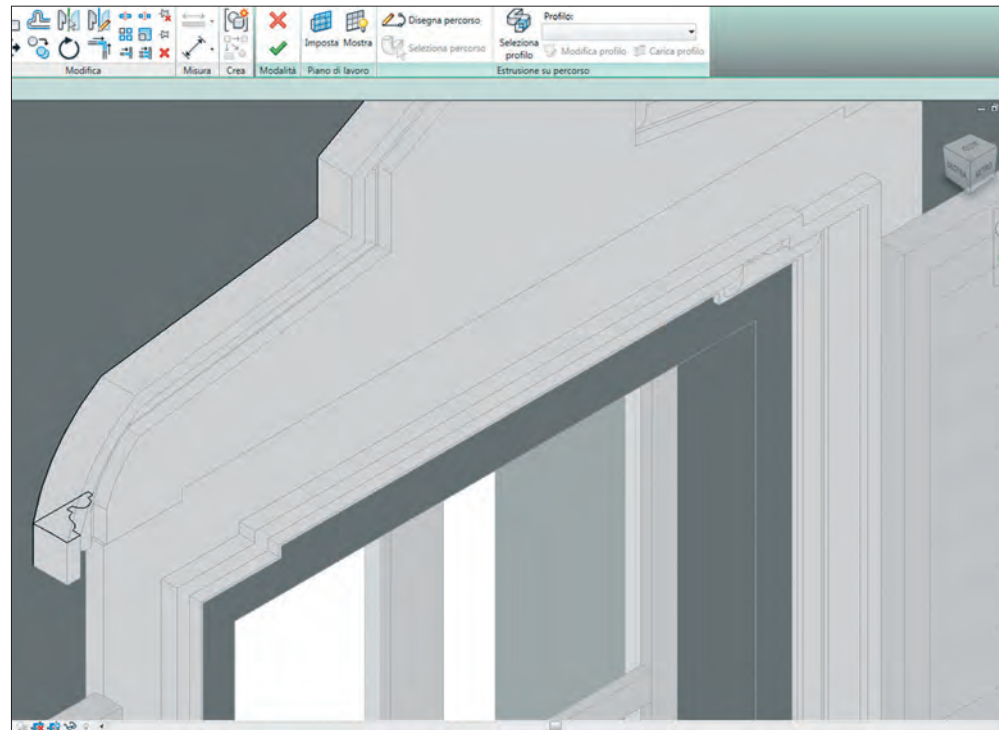 Disegna percorso
Profilo:
Imposta Mostra
Seleziona percorso
Seleziona profilo
Modifica profilo
Carica profilo
Modifica
Misura
Crea
Modalità
Piano di lavoro
Estrusione su percorso